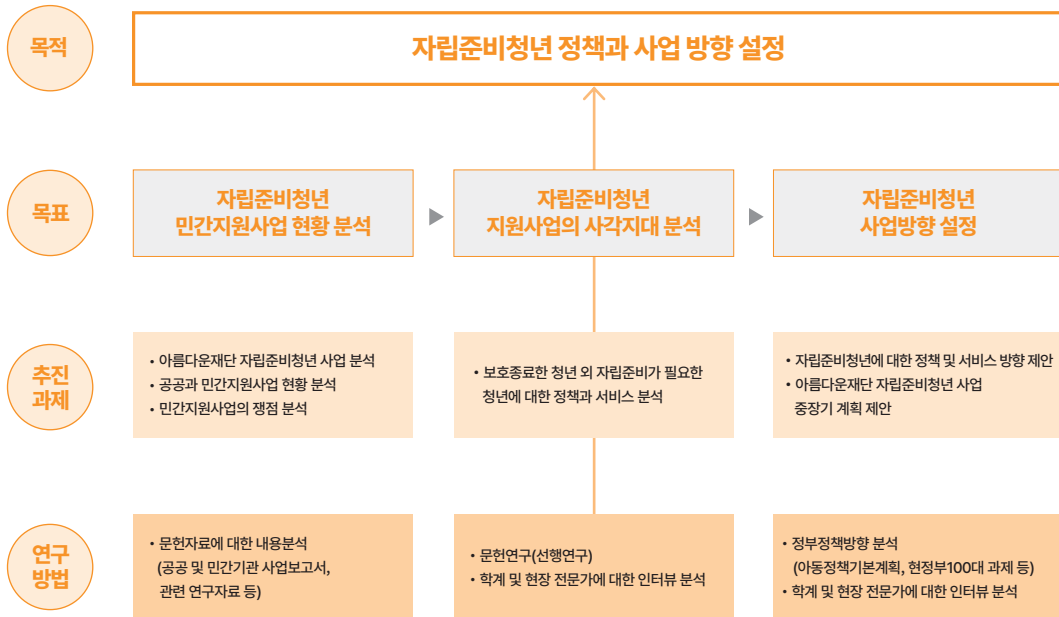 목적
자립준비청년 정책과 사업 방향 설정
목표
자립준비청년
민간지원사업 현황 분석
자립준비청년
지원사업의 사각지대 분석
자립준비청년
사업방향 설정
추진
과제
• 아름다운재단 자립준비청년 사업 분석
• 공공과 민간지원사업 현황 분석
• 민간지원사업의 쟁점 분석
• 보호종료한 청년 외 자립준비가 필요한
청년에 대한 정책과 서비스 분석
• 자립준비청년에 대한 정책 및 서비스 방향 제안
• 아름다운재단 자립준비청년 사업
중장기 계획 제안
연구
방법
• 문헌자료에 대한 내용분석
(공공 및 민간기관 사업보고서,
관련 연구자료 등)
• 문헌연구(선행연구)
• 학계 및 현장 전문가에 대한 인터뷰 분석
• 정부정책방향 분석
(아동정책기본계획, 현정부100대 과제 등)
• 학계 및 현장 전문가에 대한 인터뷰 분석